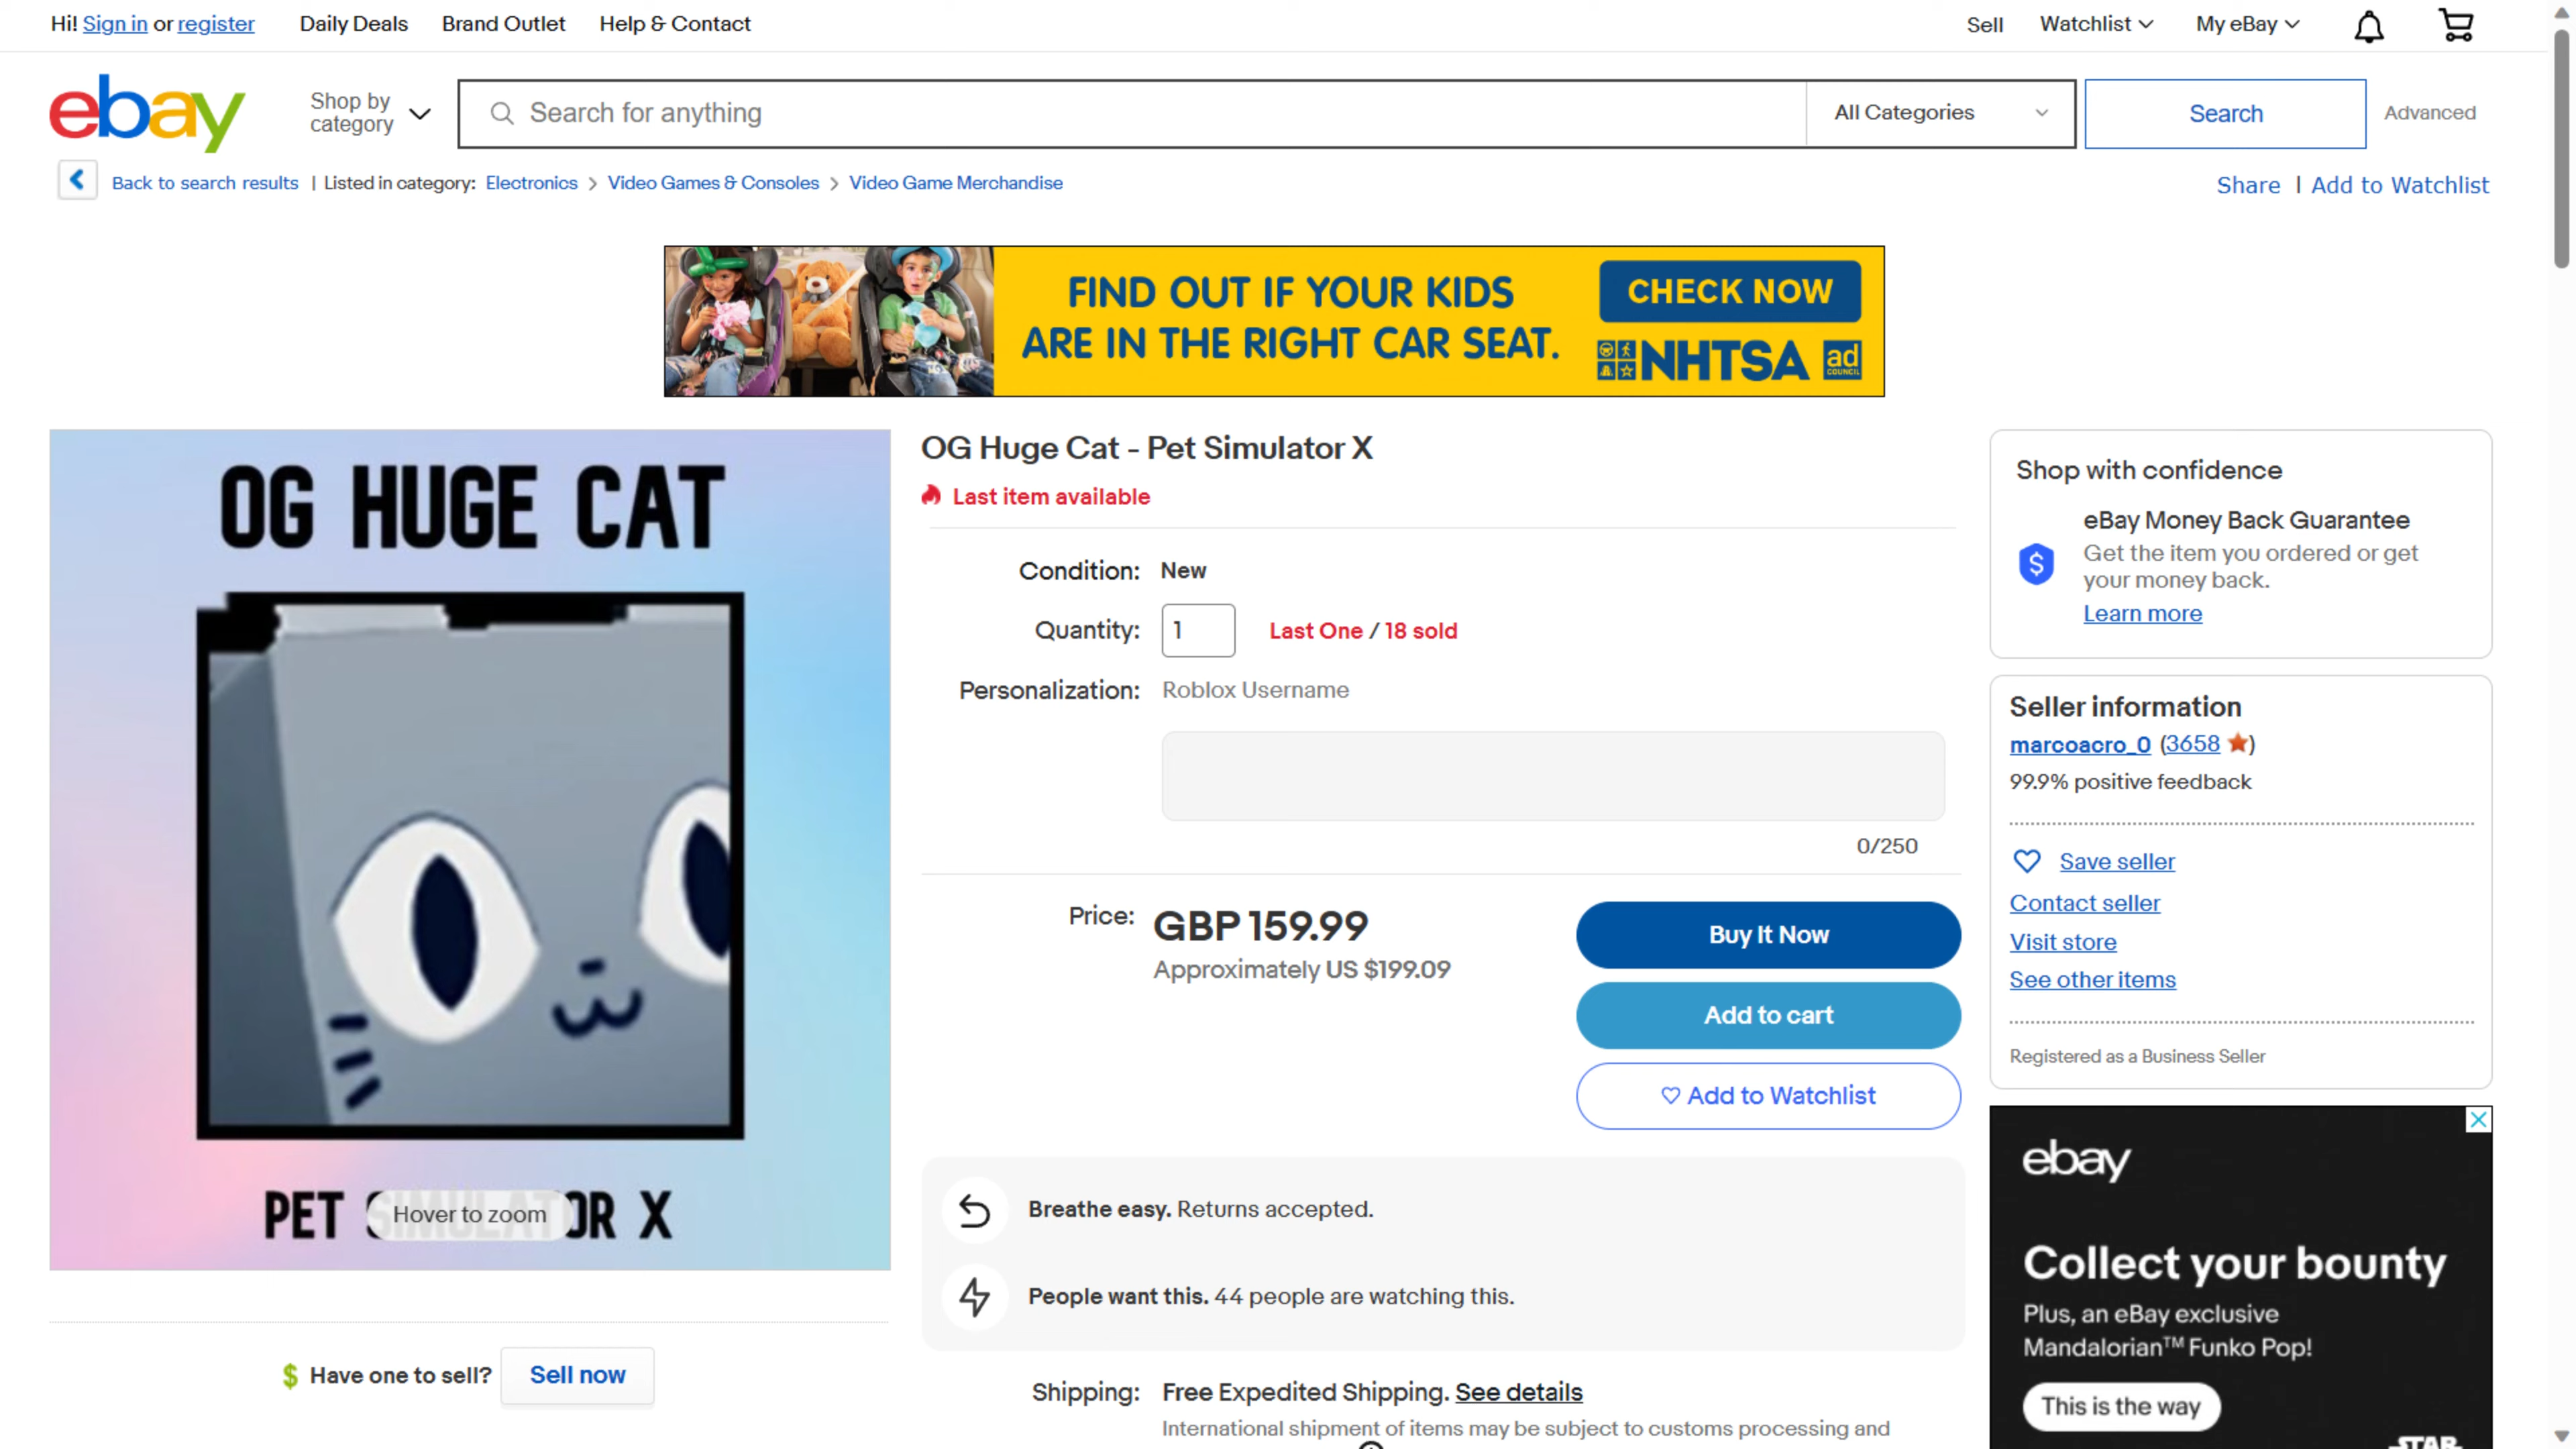 Hi! Sign in or register Daily Deals Brand Outlet Help & Contact Sell Watchlist My eBay
ebay Shop by category Search for anything All Categories Search Advanced
Back to search results | Listed in category: Electronics > Video Games & Consoles > Video Game Merchandise Share | Add to Watchlist
FIND OUT IF YOUR KIDS
ARE IN THE RIGHT CAR SEAT.
CHECK NOW
NHTSA ad COUNCIL
OG HUGE CAT
PET SIMULATOR X
Hover to zoom
$ Have one to sell? Sell now
OG Huge Cat - Pet Simulator X
Last item available
Condition: New
Quantity: 1 Last One / 18 sold
Personalization: Roblox Username
0/250
Price: GBP 159.99
Approximately US $199.09
Buy It Now
Add to cart
Add to Watchlist
Breathe easy. Returns accepted.
People want this. 44 people are watching this.
Shipping: Free Expedited Shipping. See details
International shipment of items may be subject to customs processing and
Shop with confidence
eBay Money Back Guarantee
$ Get the item you ordered or get
your money back.
Learn more
Seller information
marcoacro_0 (3658)
99.9% positive feedback
Save seller
Contact seller
Visit store
See other items
Registered as a Business Seller
ebay
Collect your bounty
Plus, an eBay exclusive
Mandalorian™ Funko Pop!
This is the way
STAR